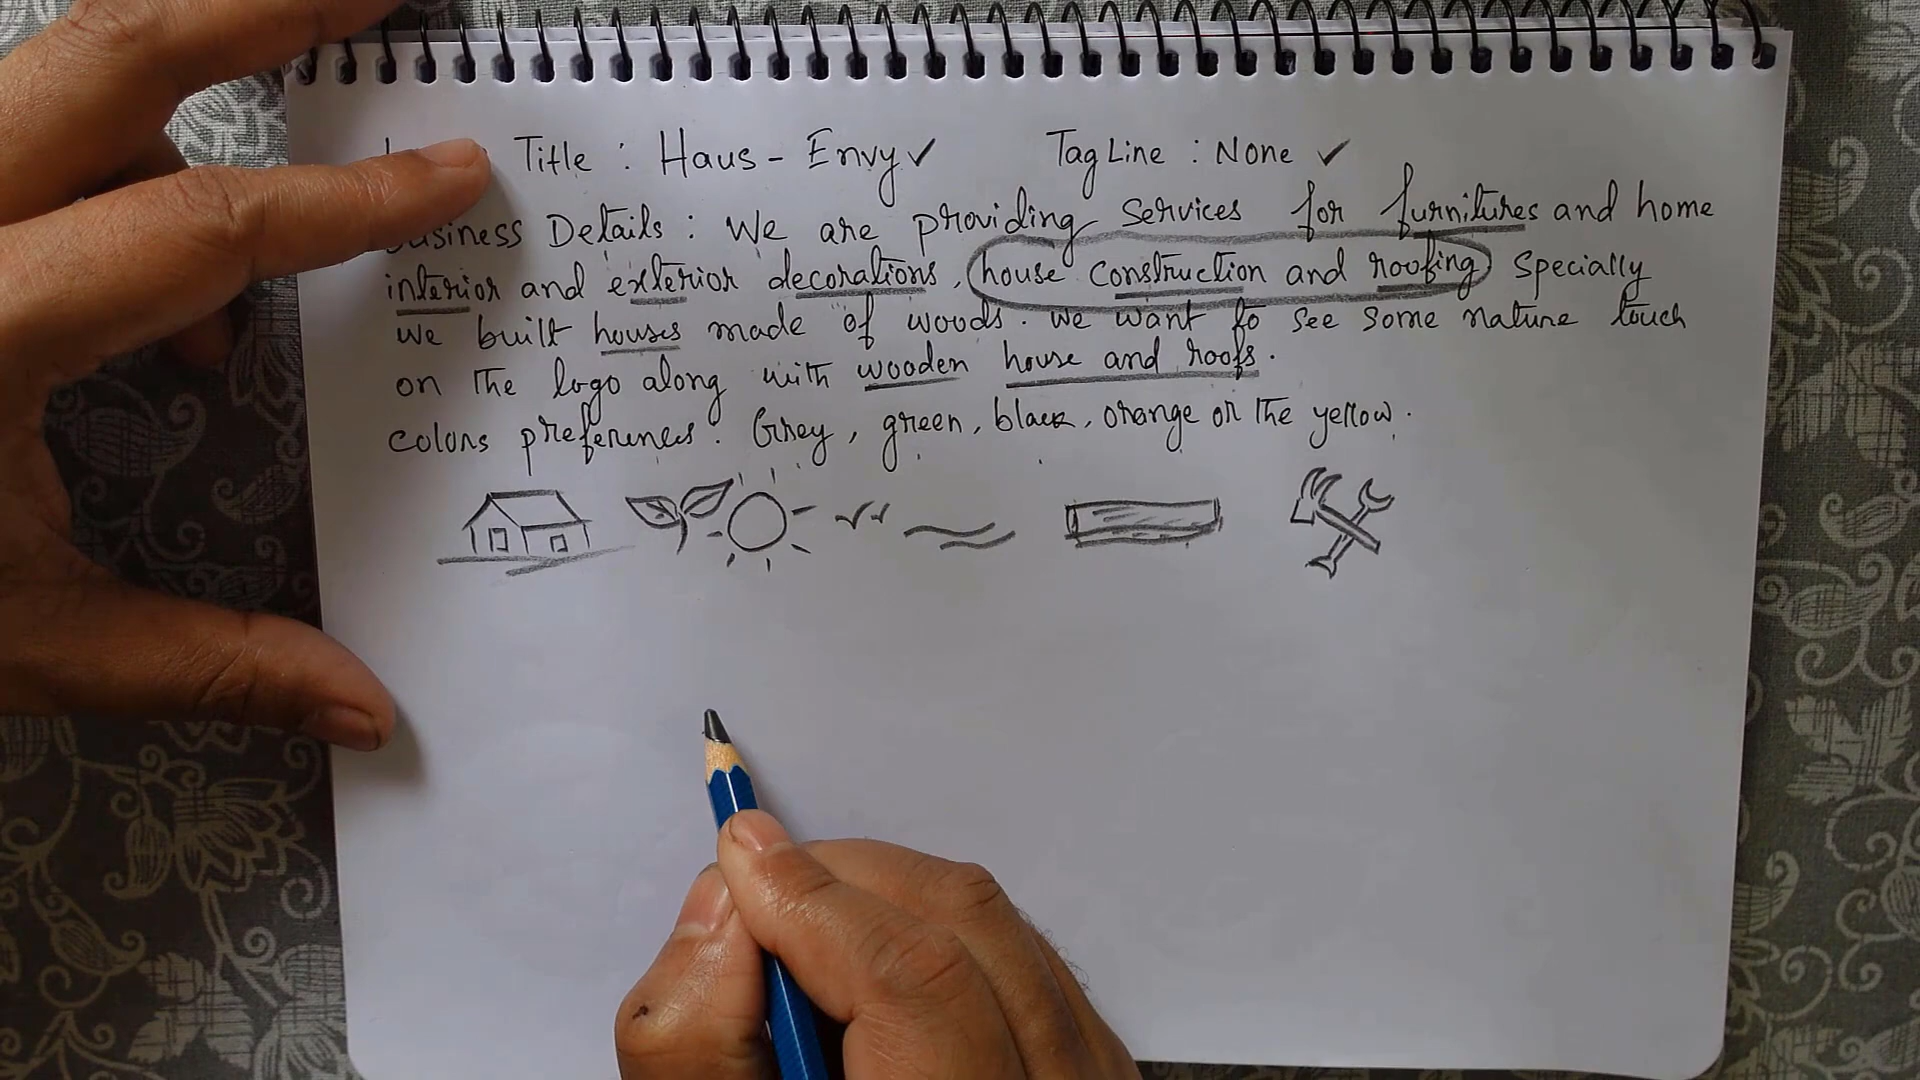 Title : Haus - Envy ✓ Tag Line : None ✓
Business Details : We are providing services for furnitures and home
interior and exterior decorations, house construction and roofing specially
we built houses made of woods. we want to see some nature touch
on the logo along with wooden house and roofs.
colors preferences. Grey, green, black, orange or the yellow.